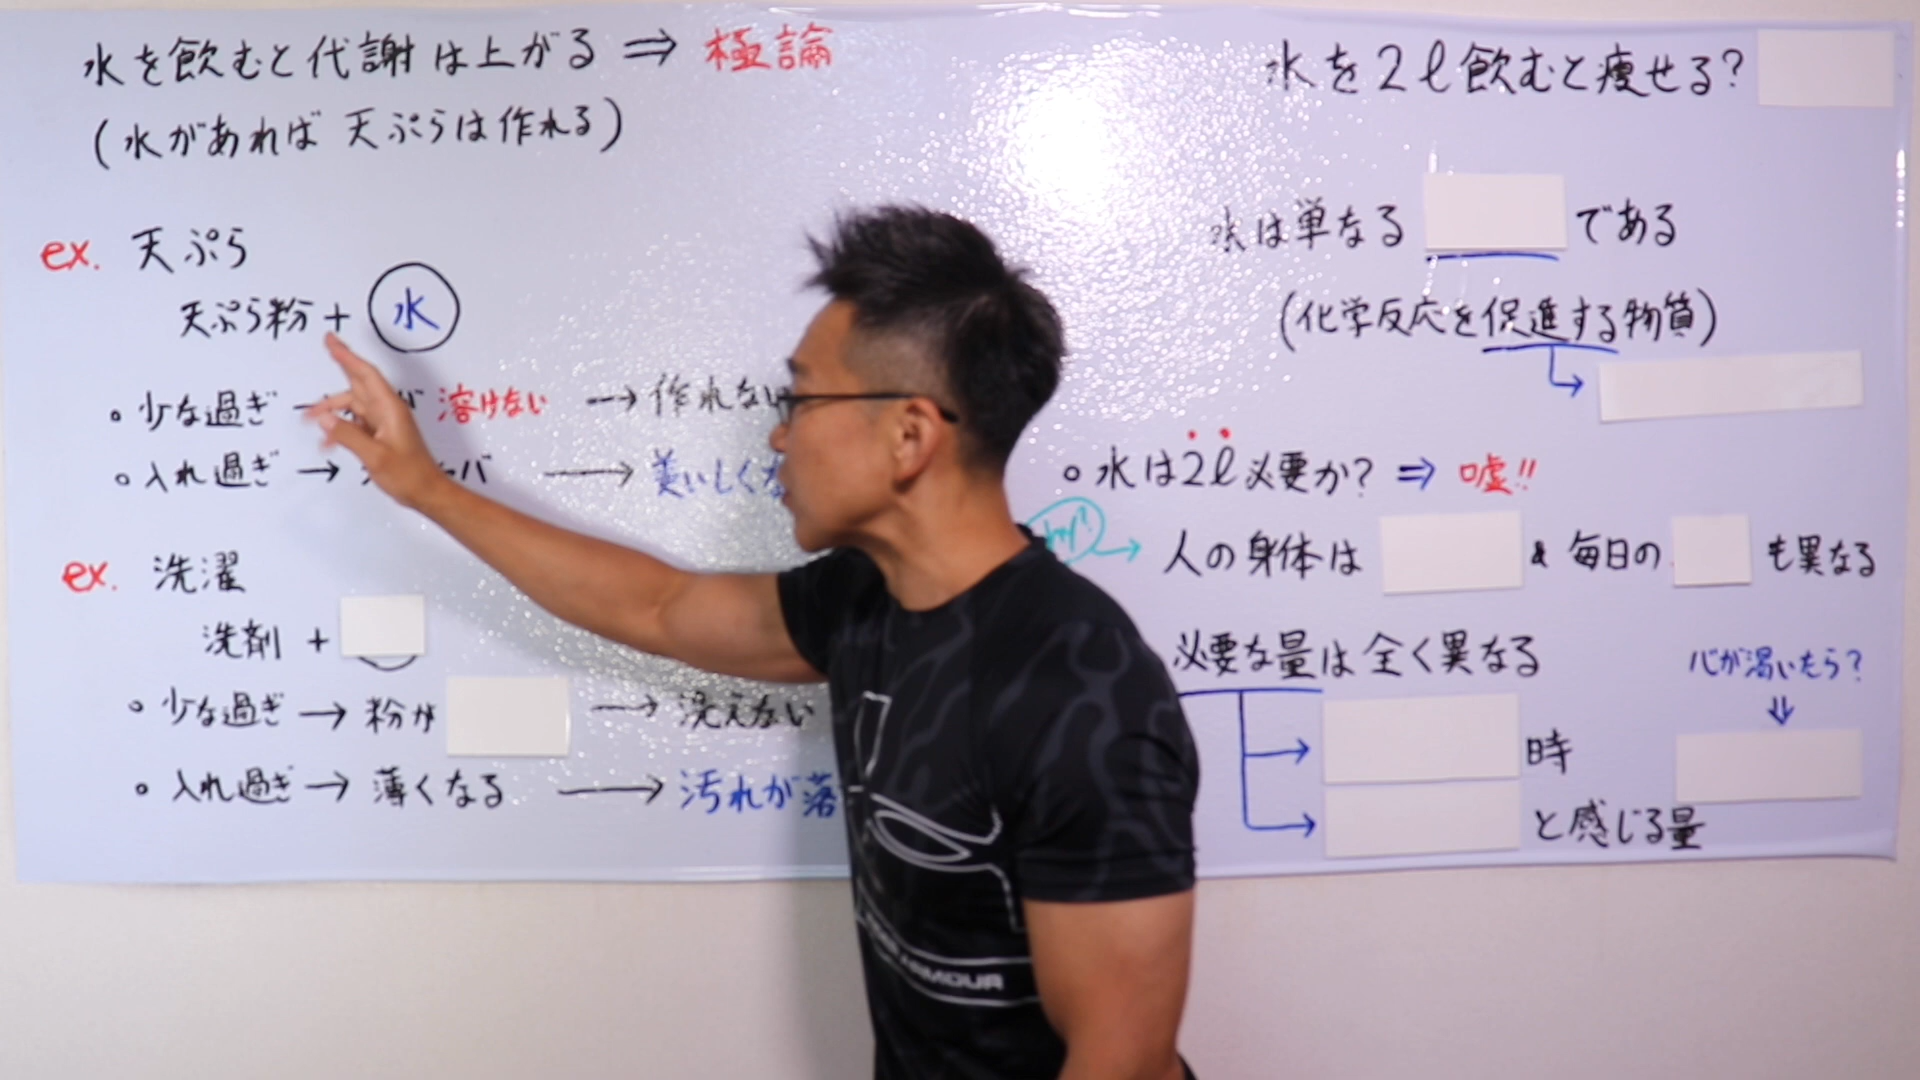 水を飲むと代謝は上がる ⇒ 極論
(水があれば 天ぷらは作れる)
ex. 天ぷら
天ぷら粉 + 水
・少な過ぎ → が 溶けない → 作れない
・入れ過ぎ → バ → 美いしくな
ex. 洗濯
洗剤 +
・少な過ぎ → 粉が → 洗えない
・入れ過ぎ → 薄くなる → 汚れが落
水を2ℓ飲むと痩せる?
水は単なる である
(化学反応を促進する物質)
・水は2ℓ必要か? ⇒ 嘘!!
→ 人の身体は & 毎日の も異なる
必要な量は全く異なる
→ 時
→ と感じる量
心が渇いたら?
⇓
ARMOUR